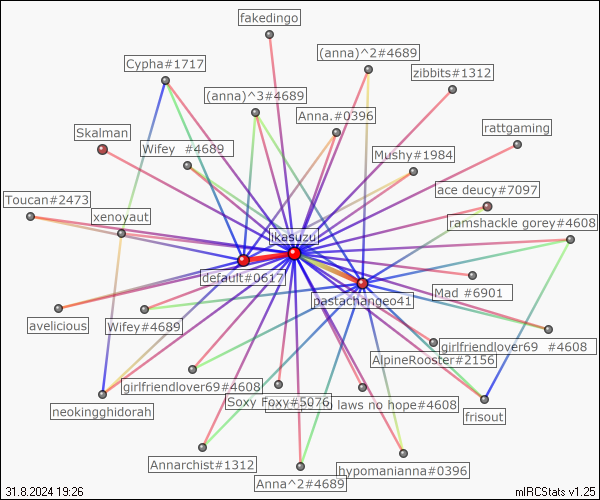 fakedingo
(anna)^2#4689
Cypha#1717
zibbits#1312
(anna)^3#4689
Anna.#0396
rattgaming
Skalman
Wifey #4689
Mushy#1984
ace deucy#7097
Toucan#2473
xenoyaut
ramshackle gorey#4608
ikasuzu
default#0617
Mad #6901
pastachangeo41
avelicious
Wifey#4689
girlfriendlover69 #4608
AlpineRooster#2156
girlfriendlover69#4608
Soxy Foxy#5076
laws no hope#4608
neokingghidorah
frisout
Annarchist#1312
hypomanianna#0396
Anna^2#4689
31.8.2024 19:26
mIRCStats v1.25